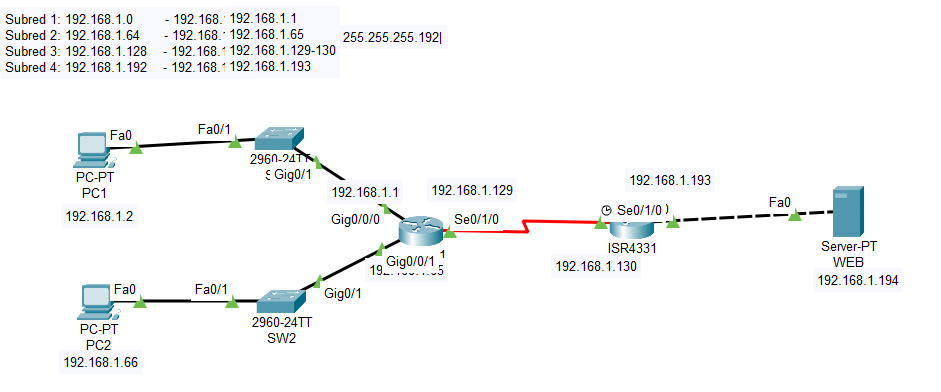 Subred 1: 192.168.1.0 - 192.168. 192.168.1.1
Subred 2: 192.168.1.64 - 192.168. 192.168.1.65
Subred 3: 192.168.1.128 - 192.168.1 192.168.1.129-130
Subred 4: 192.168.1.192 - 192.168.1 192.168.1.193
255.255.255.192
Fa0
Fa0/1
PC-PT
PC1
192.168.1.2
2960-24TT
Gig0/1
192.168.1.1
Gig0/0/0
192.168.1.129
Se0/1/0
Gig0/0/1
192.168.1.193
Se0/1/0
ISR4331
192.168.1.130
Fa0
Server-PT
WEB
192.168.1.194
Fa0
Fa0/1
Gig0/1
PC-PT
PC2
192.168.1.66
2960-24TT
SW2